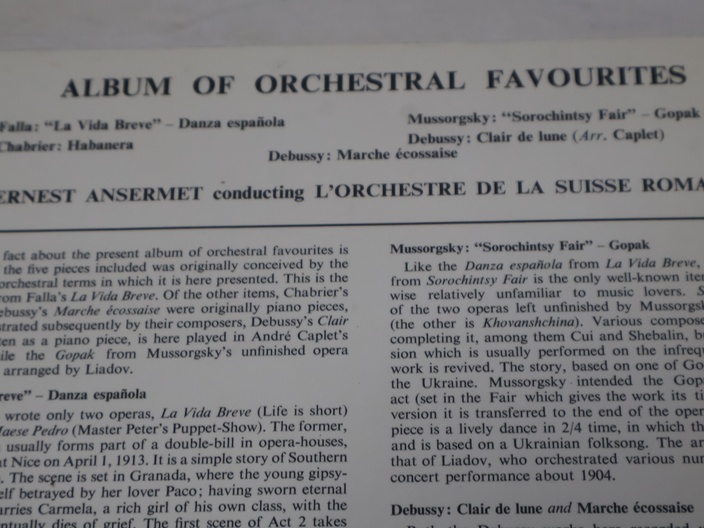 ALBUM OF ORCHESTRAL FAVOURITES
Falla: "La Vida Breve" – Danza española
Chabrier: Habanera
Mussorgsky: "Sorochintsy Fair" – Gopak
Debussy: Clair de lune (Arr. Caplet)
Debussy: Marche écossaise
ERNEST ANSERMET conducting L'ORCHESTRE DE LA SUISSE ROMA
fact about the present album of orchestral favourites is
the five pieces included was originally conceived by the
orchestral terms in which it is here presented. This is the
rom Falla's La Vida Breve. Of the other items, Chabrier's
ebussy's Marche écossaise were originally piano pieces,
strated subsequently by their composers, Debussy's Clair
ten as a piano piece, is here played in André Caplet's
ile the Gopak from Mussorgsky's unfinished opera
arranged by Liadov.
reve" – Danza española
wrote only two operas, La Vida Breve (Life is short)
Maese Pedro (Master Peter's Puppet-Show). The former,
usually forms part of a double-bill in opera-houses,
at Nice on April 1, 1913. It is a simple story of Southern
. The scene is set in Granada, where the young gipsy-
elf betrayed by her lover Paco; having sworn eternal
arries Carmela, a rich girl of his own class, with the
ntually dies of grief. The first scene of Act 2 takes
Mussorgsky: "Sorochintsy Fair" – Gopak
Like the Danza española from La Vida Breve,
from Sorochintsy Fair is the only well-known item
wise relatively unfamiliar to music lovers. S
of the two operas left unfinished by Mussorgsk
(the other is Khovanshchina). Various compose
completing it, among them Cui and Shebalin, b
sion which is usually performed on the infreq
work is revived. The story, based on one of Go
the Ukraine. Mussorgsky intended the Gop
act (set in the Fair which gives the work its ti
version it is transferred to the end of the oper
piece is a lively dance in 2/4 time, in which th
and is based on a Ukrainian folksong. The ar
that of Liadov, who orchestrated various nu
concert performance about 1904.
Debussy: Clair de lune and Marche écossaise